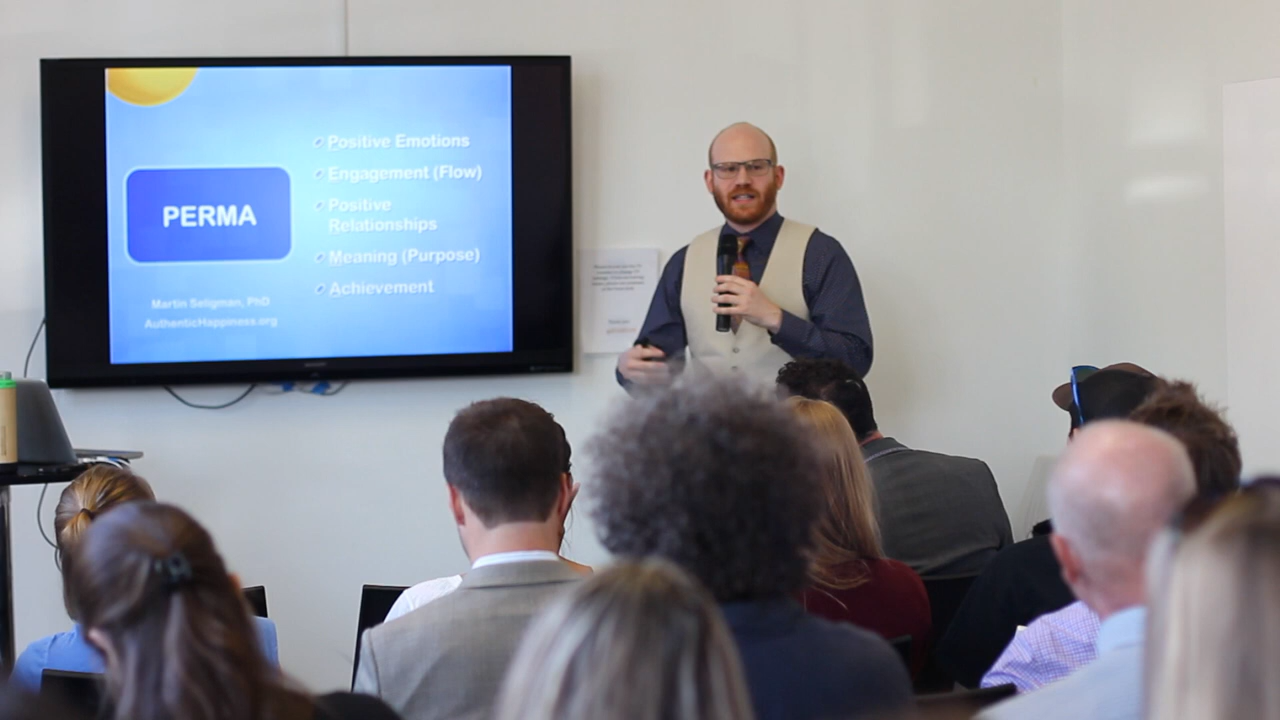 Positive Emotions
Engagement (Flow)
Positive
Relationships
Meaning (Purpose)
Achievement
PERMA
Martin Seligman, PhD
AuthenticHappiness.org